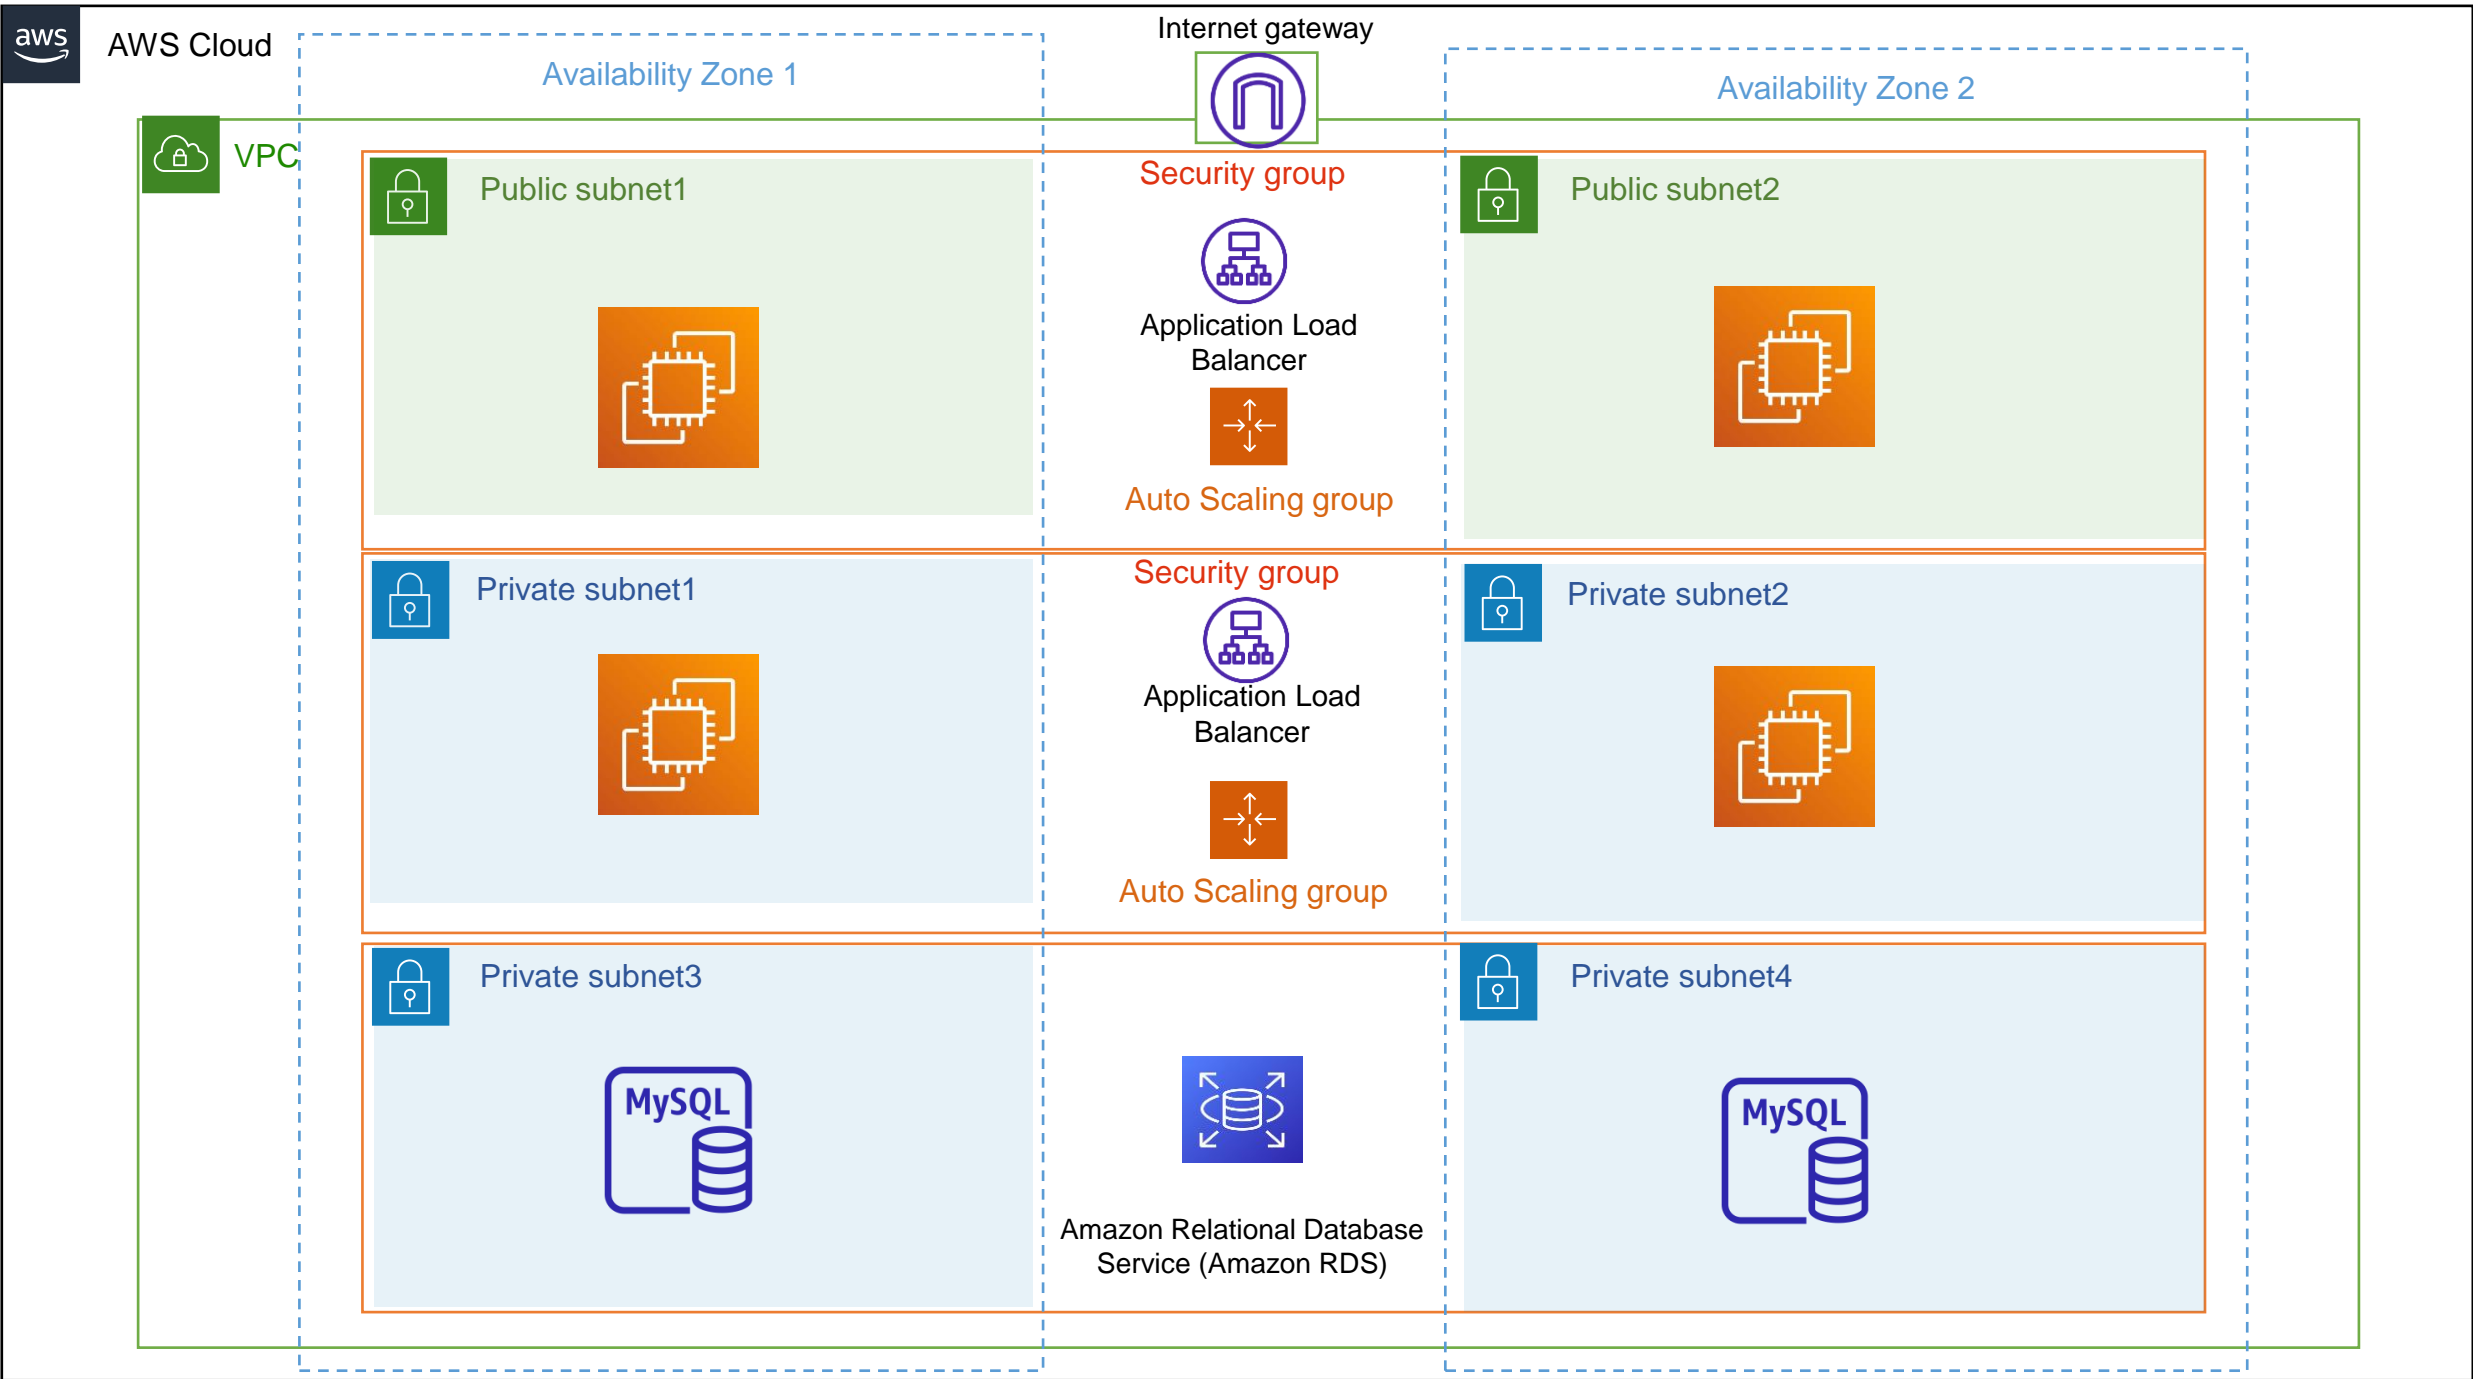 aws
AWS Cloud
Internet gateway
Availability Zone 1
Availability Zone 2
VPC
Public subnet1
Security group
Public subnet2
Application Load
Balancer
Auto Scaling group
Private subnet1
Security group
Private subnet2
Application Load
Balancer
Auto Scaling group
Private subnet3
Private subnet4
MySQL
MySQL
Amazon Relational Database
Service (Amazon RDS)